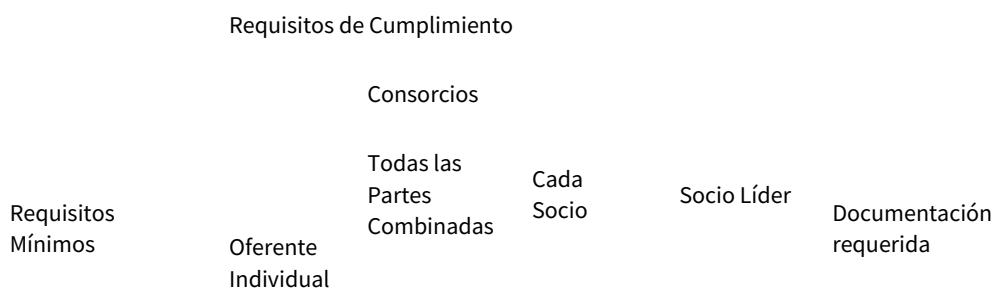 Requisitos de Cumplimiento
Consorcios
Requisitos
Mínimos
Oferente
Individual
Todas las
Partes
Combinadas
Cada
Socio
Socio Líder
Documentación
requerida